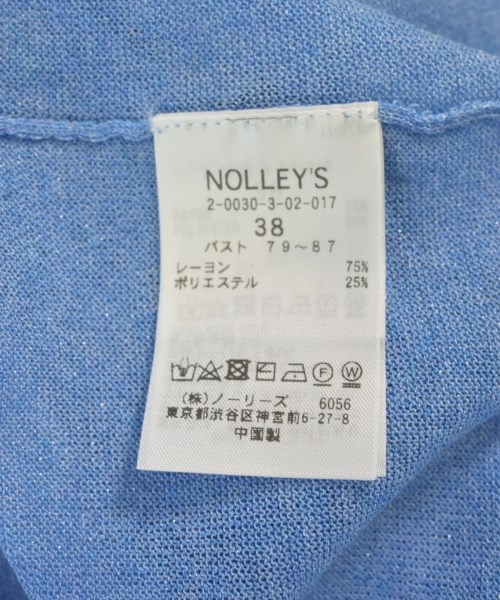 NOLLEY'S
2-0030-3-02-017
38
バスト 79～87
レーヨン 75%
ポリエステル 25%
(株)ノーリーズ 6056
東京都渋谷区神宮前6-27-8
中国製